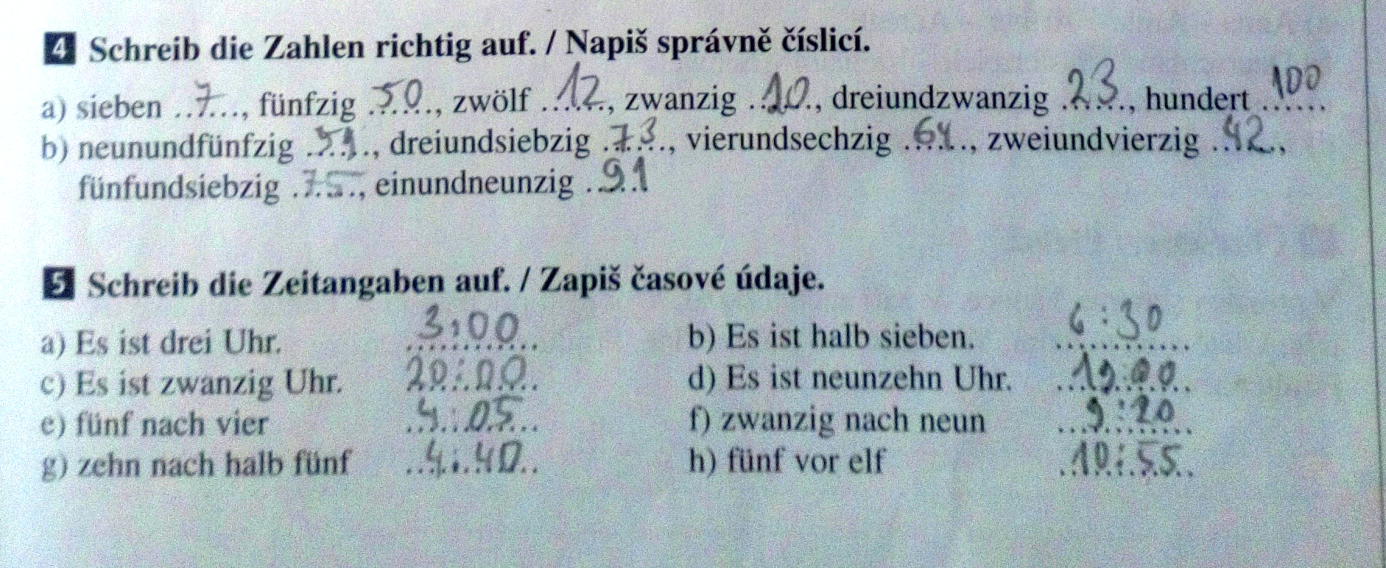 4 Schreib die Zahlen richtig auf. / Napiš správně číslicí.
a) sieben ..7...., fünfzig .50.., zwölf ..12.., zwanzig ..20.., dreiundzwanzig .23.., hundert 100......
b) neunundfünfzig .59.., dreiundsiebzig .73..., vierundsechzig .64.., zweiundvierzig ..42..,
fünfundsiebzig .75.., einundneunzig ..91
5 Schreib die Zeitangaben auf. / Zapiš časové údaje.
a) Es ist drei Uhr. 3:00 b) Es ist halb sieben. 6:30
c) Es ist zwanzig Uhr. 20:00 d) Es ist neunzehn Uhr. 19:00
e) fünf nach vier 4:05 f) zwanzig nach neun 9:20
g) zehn nach halb fünf 4:40 h) fünf vor elf 10:55